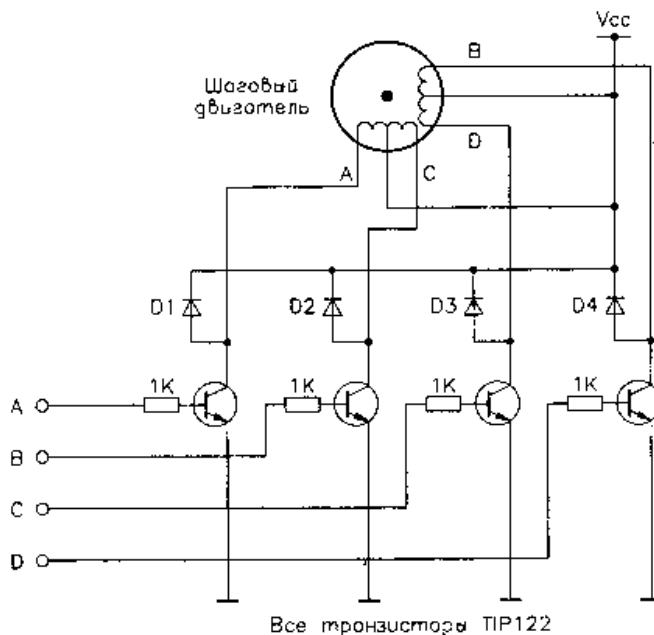 B
Vcc
Шаговый
двигатель
D
A
C
D1
D2
D3
D4
1K
1K
1K
1K
A
B
C
D
Все транзисторы TIP122